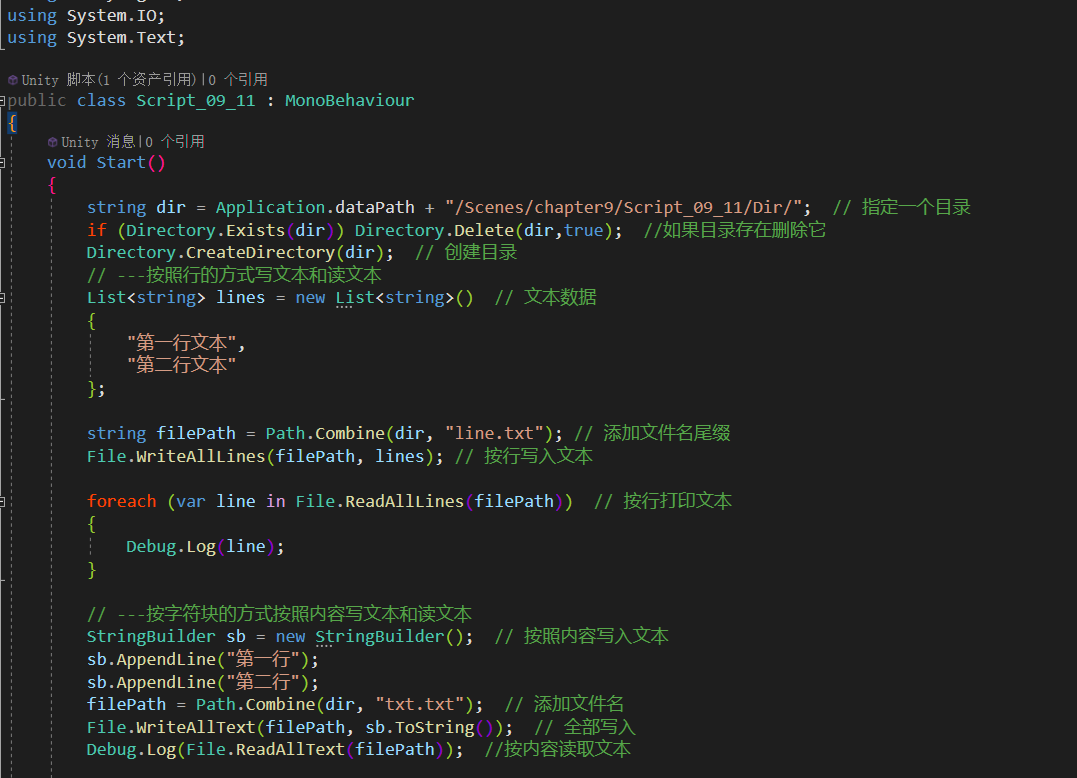 using System.IO;
using System.Text;
Unity 脚本(1 个资产引用)|0 个引用
public class Script_09_11 : MonoBehaviour
{
Unity 消息|0 个引用
void Start()
{
string dir = Application.dataPath + "/Scenes/chapter9/Script_09_11/Dir/";  // 指定一个目录
if (Directory.Exists(dir)) Directory.Delete(dir,true);  //如果目录存在删除它
Directory.CreateDirectory(dir);  // 创建目录
// ---按照行的方式写文本和读文本
List<string> lines = new List<string>()  // 文本数据
{
"第一行文本",
"第二行文本"
};
string filePath = Path.Combine(dir, "line.txt"); // 添加文件名尾缀
File.WriteAllLines(filePath, lines); // 按行写入文本
foreach (var line in File.ReadAllLines(filePath))  // 按行打印文本
{
Debug.Log(line);
}
// ---按字符块的方式按照内容写文本和读文本
StringBuilder sb = new StringBuilder();  // 按照内容写入文本
sb.AppendLine("第一行");
sb.AppendLine("第二行");
filePath = Path.Combine(dir, "txt.txt");  // 添加文件名
File.WriteAllText(filePath, sb.ToString());  // 全部写入
Debug.Log(File.ReadAllText(filePath));  //按内容读取文本